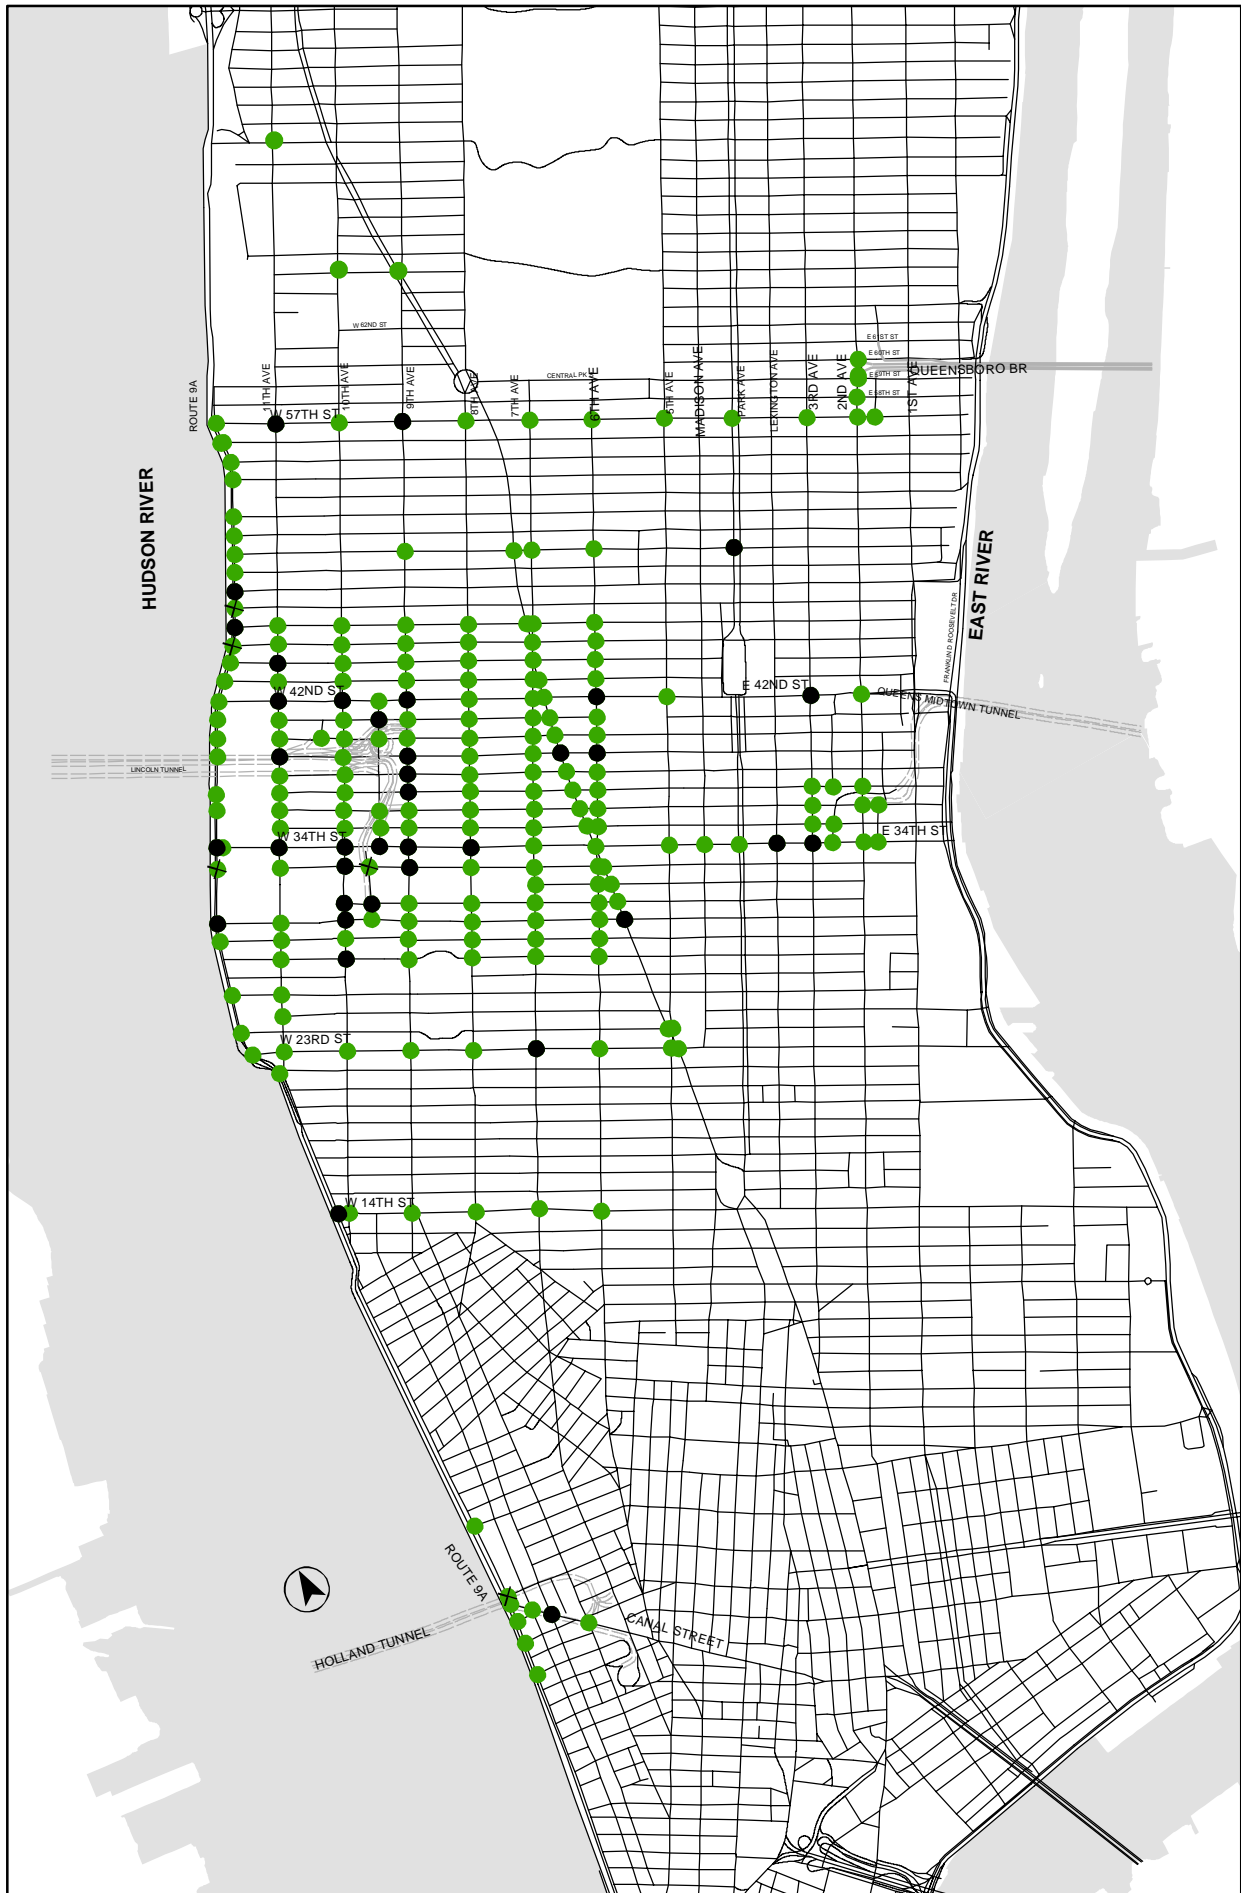 W 62ND ST
E 61ST ST
E 60TH ST
QUEENSBORO BR
E 59TH ST
CENTRAL PK
E 58TH ST
ROUTE 9A
11TH AVE
10TH AVE
9TH AVE
8TH AVE
7TH AVE
6TH AVE
5TH AVE
MADISON AVE
PARK AVE
LEXINGTON AVE
3RD AVE
2ND AVE
1ST AVE
W 57TH ST
HUDSON RIVER
EAST RIVER
FRANKLIN D ROOSEVELT DR
W 42ND ST
E 42ND ST
QUEENS MIDTOWN TUNNEL
LINCOLN TUNNEL
W 34TH ST
E 34TH ST
W 23RD ST
W 14TH ST
ROUTE 9A
CANAL STREET
HOLLAND TUNNEL